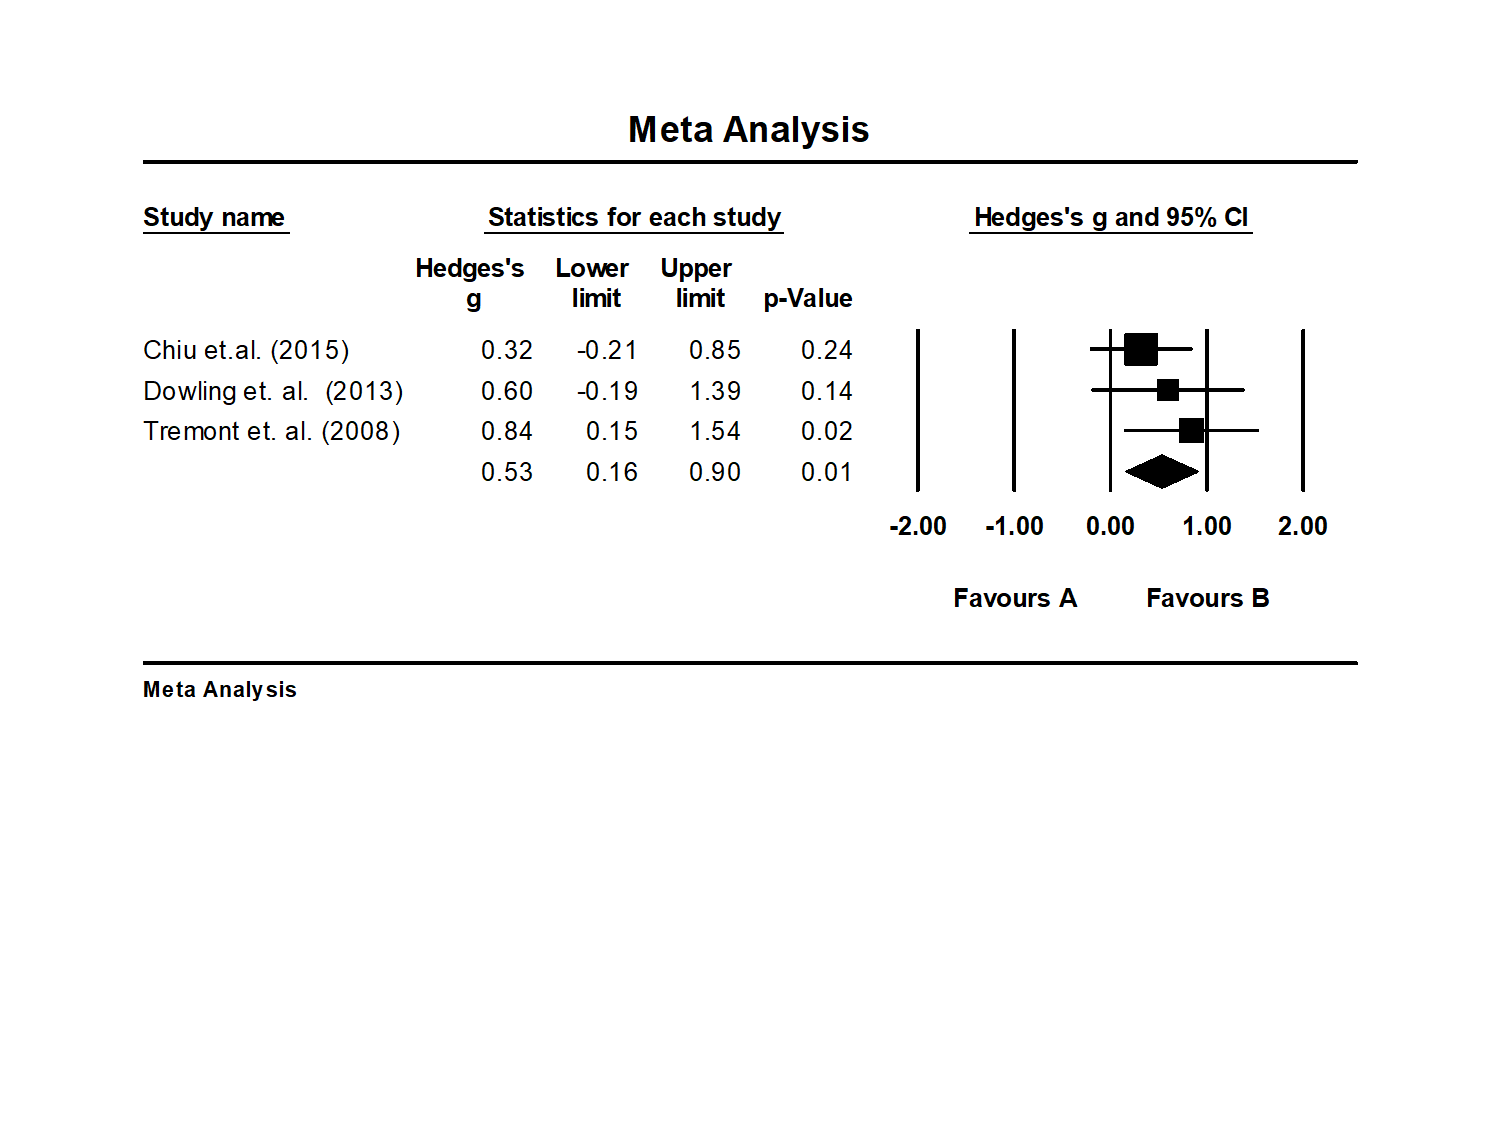 Meta Analysis
Study name Statistics for each study Hedges's g and 95% CI
Hedges's Lower Upper
g limit limit p-Value
Chiu et.al. (2015) 0.32 -0.21 0.85 0.24
Dowling et. al. (2013) 0.60 -0.19 1.39 0.14
Tremont et. al. (2008) 0.84 0.15 1.54 0.02
0.53 0.16 0.90 0.01
-2.00 -1.00 0.00 1.00 2.00
Favours A Favours B
Meta Analysis